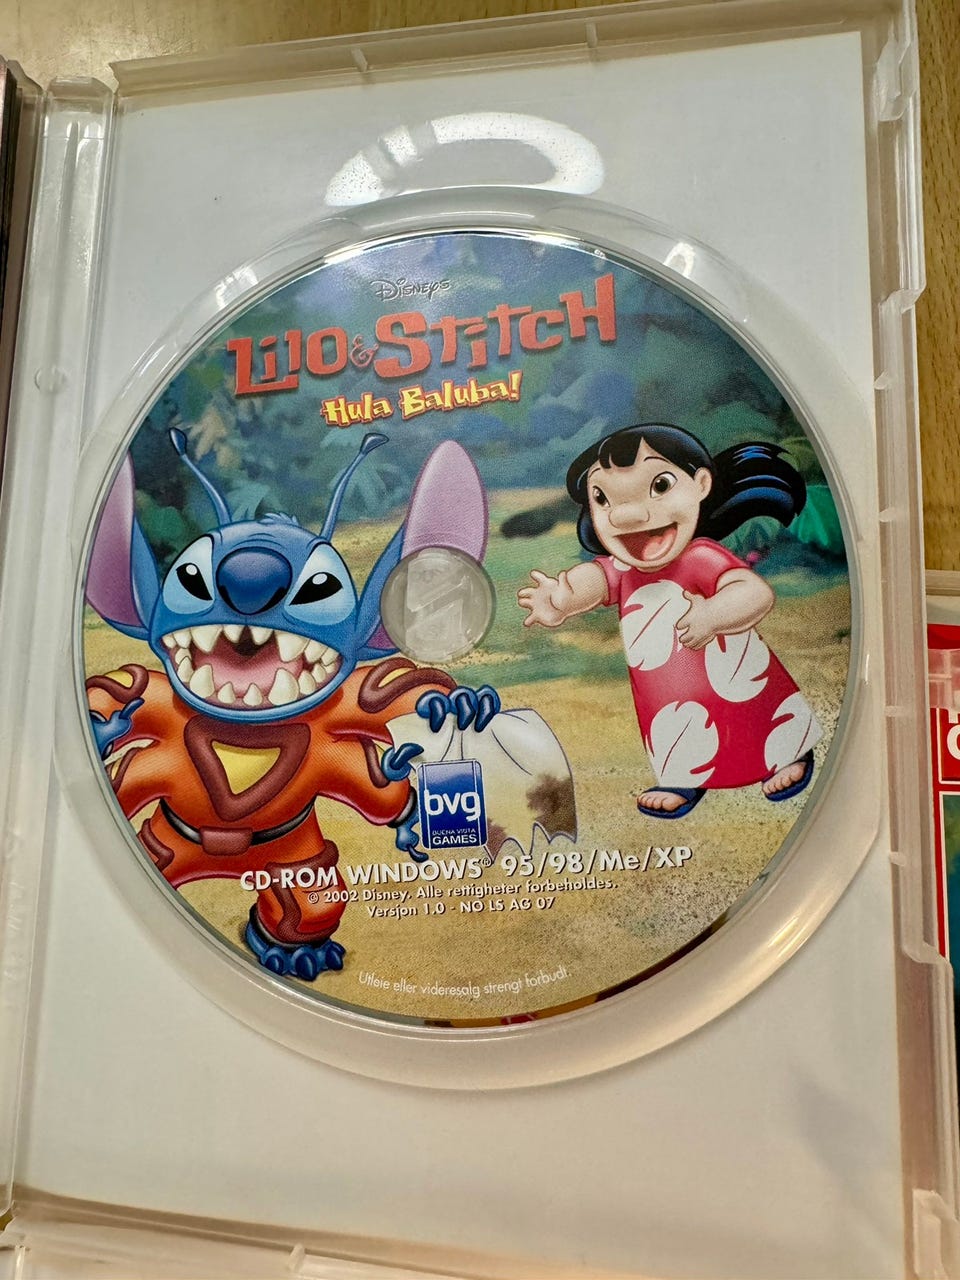 Disney's
Lilo & Stitch
Hula Baluba!
bvg
BUENA VISTA
GAMES
CD-ROM WINDOWS® 95/98/Me/XP
© 2002 Disney. Alle rettigheter forbeholdes.
Versjon 1.0 - NO LS AG 07
Utleie eller videresalg strengt forbudt.